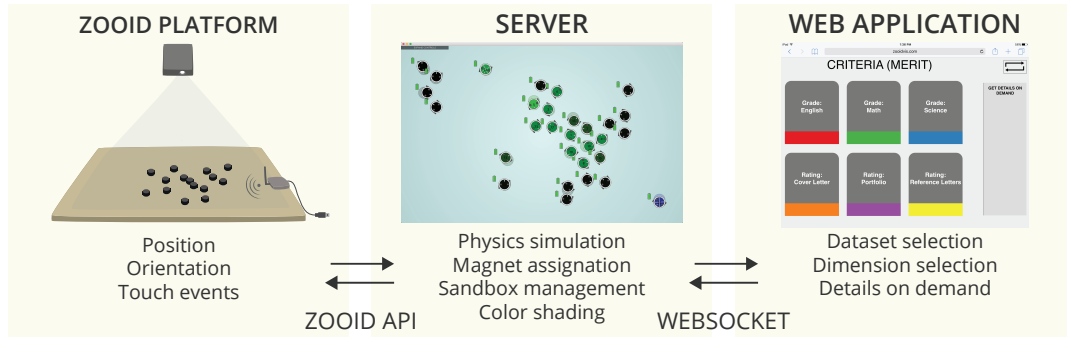 ZOOID PLATFORM
Position
Orientation
Touch events
ZOOID API
SERVER
Physics simulation
Magnet assignation
Sandbox management
Color shading
WEBSOCKET
WEB APPLICATION
CRITERIA (MERIT)
GET DETAILS ON
DEMAND
Grade:
English
Grade:
Math
Grade:
Science
Rating:
Cover Letter
Rating:
Portfolio
Rating:
Reference Letters
Dataset selection
Dimension selection
Details on demand